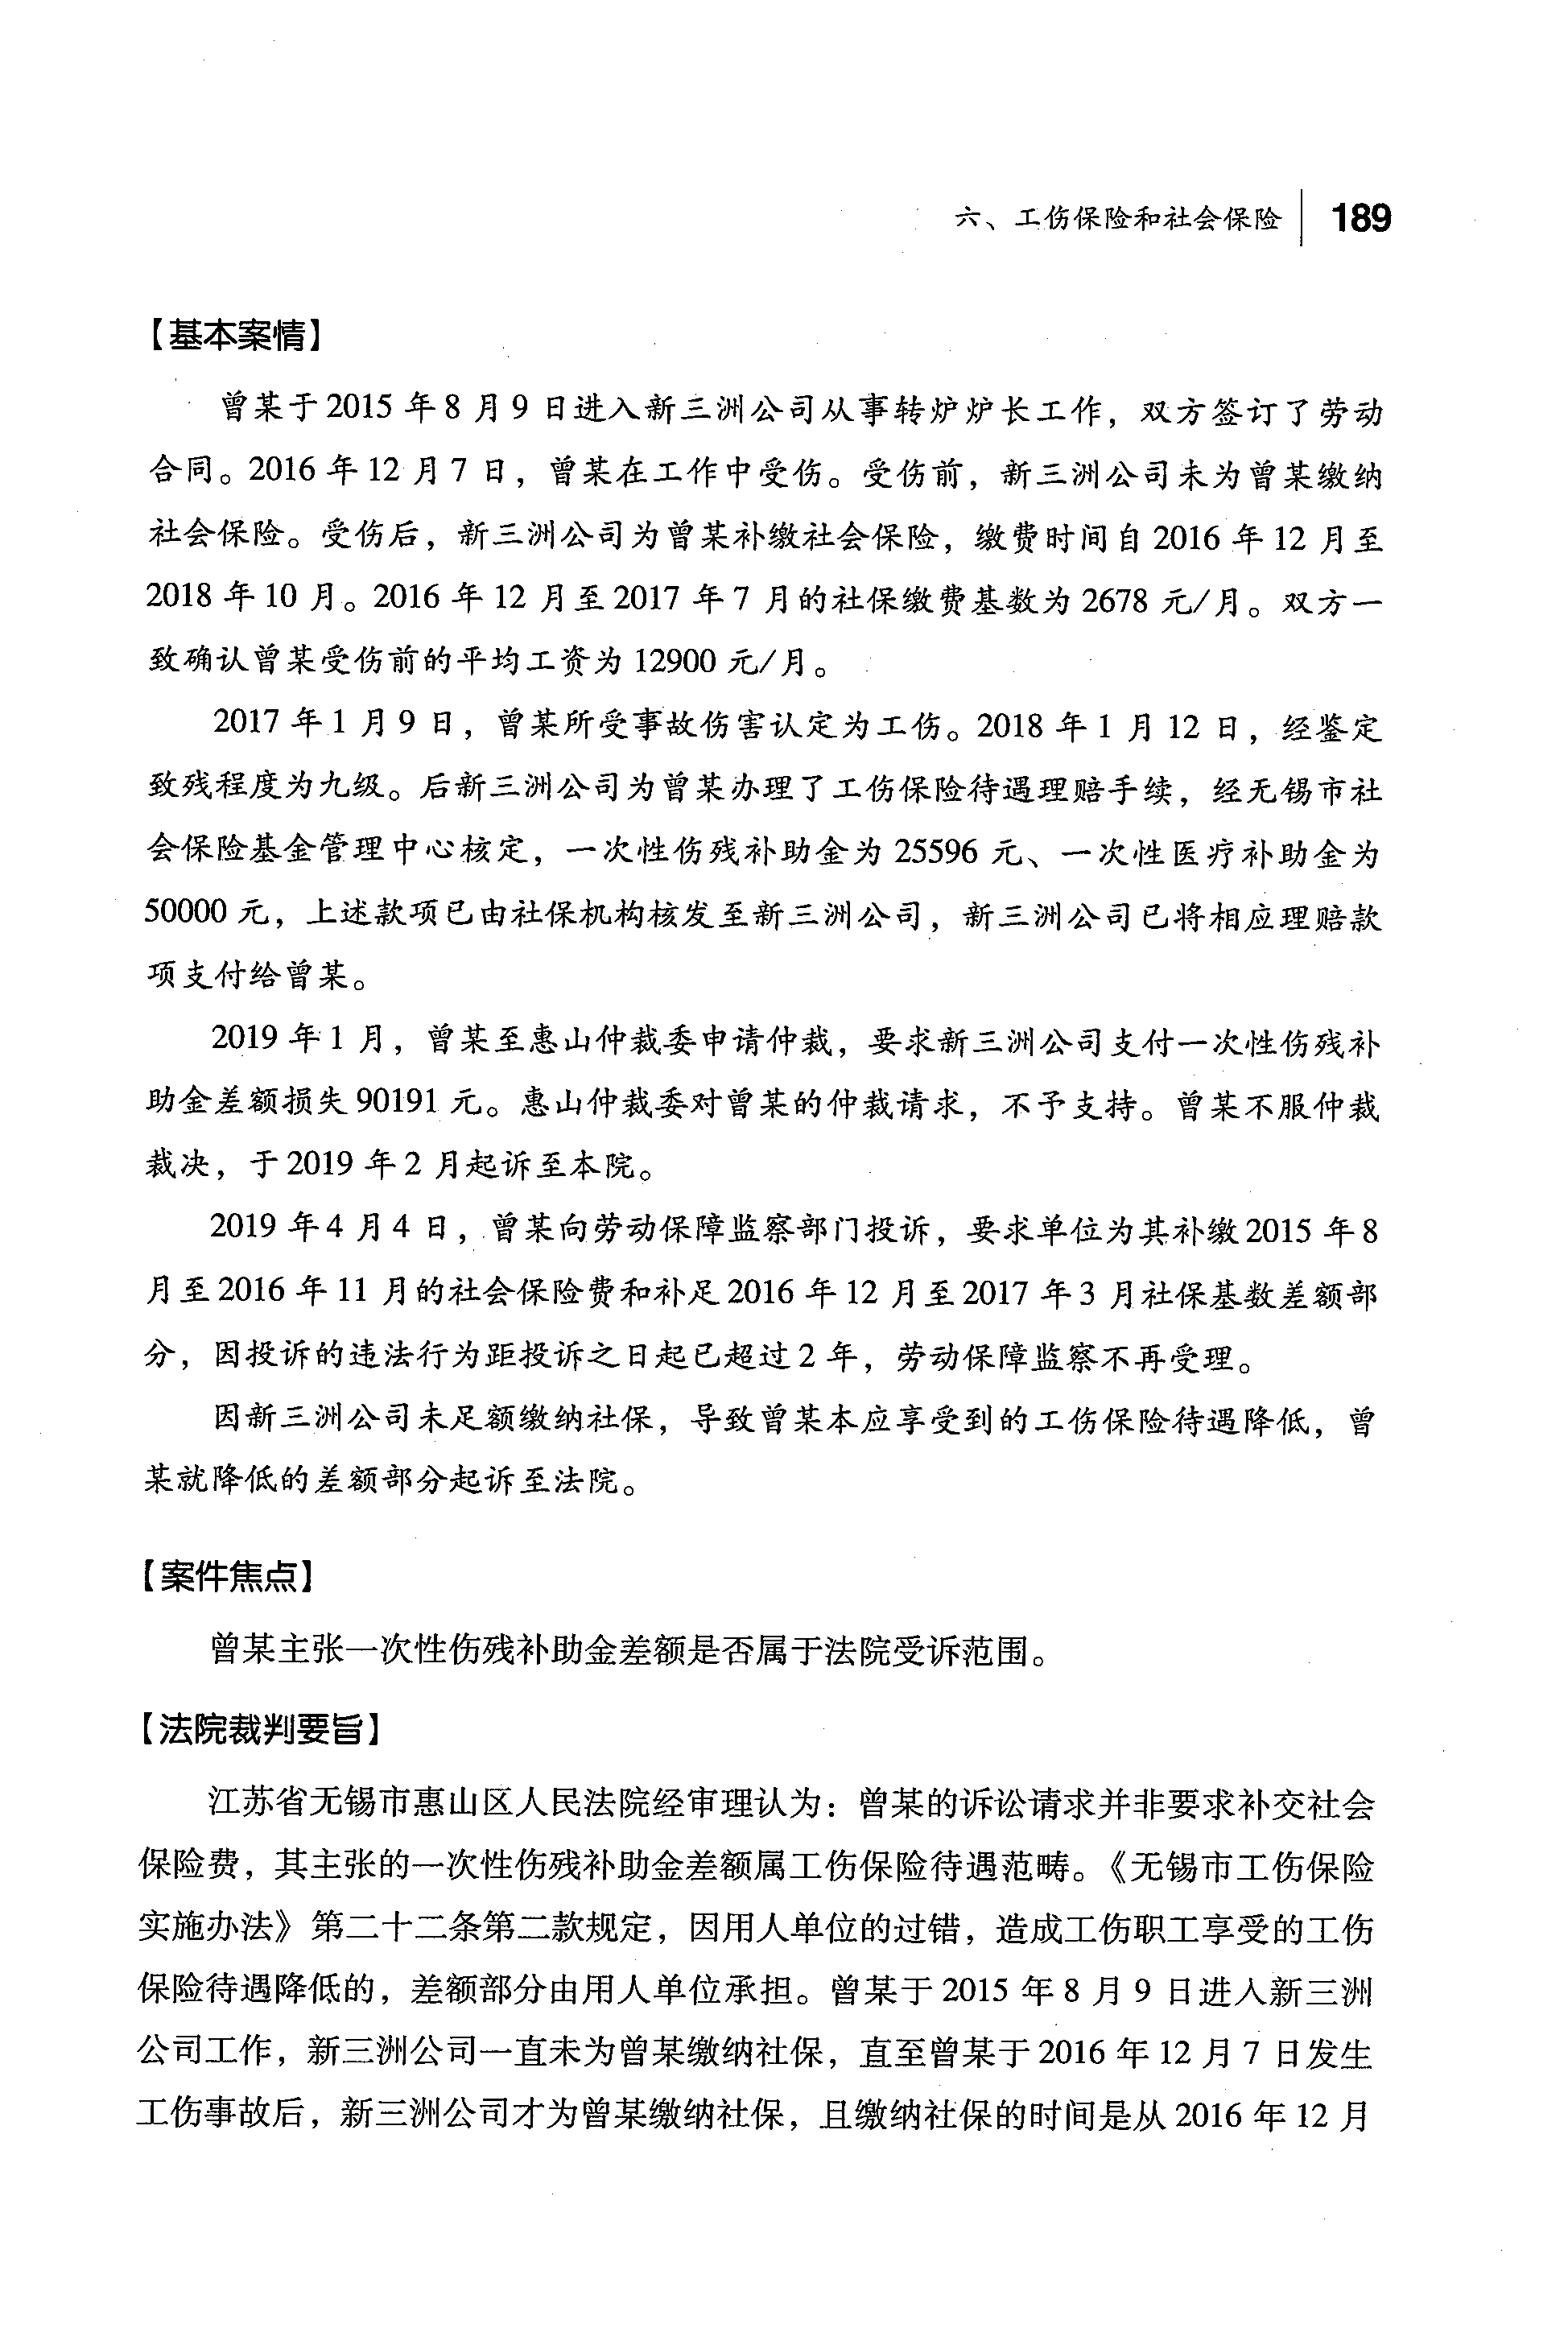 六、工伤保险和社会保险 189
【基本案情】
曾某于2015年8月9日进入新三洲公司从事转炉炉长工作，双方签订了劳动
合同。2016年12月7日，曾某在工作中受伤。受伤前，新三洲公司未为曾某缴纳
社会保险。受伤后，新三洲公司为曾某补缴社会保险，缴费时间自2016年12月至
2018年10月。2016年12月至2017年7月的社保缴费基数为2678元/月。双方一
致确认曾某受伤前的平均工资为12900元/月。
2017年1月9日，曾某所受事故伤害认定为工伤。2018年1月12日，经鉴定
致残程度为九级。后新三洲公司为曾某办理了工伤保险待遇理赔手续，经无锡市社
会保险基金管理中心核定，一次性伤残补助金为25596元、一次性医疗补助金为
50000元，上述款项已由社保机构核发至新三洲公司，新三洲公司已将相应理赔款
项支付给曾某。
2019年1月，曾某至惠山仲裁委申请仲裁，要求新三洲公司支付一次性伤残补
助金差额损失90191元。惠山仲裁委对曾某的仲裁请求，不予支持。曾某不服仲裁
裁决，于2019年2月起诉至本院。
2019年4月4日，曾某向劳动保障监察部门投诉，要求单位为其补缴2015年8
月至2016年11月的社会保险费和补足2016年12月至2017年3月社保基数差额部
分，因投诉的违法行为距投诉之日起已超过2年，劳动保障监察不再受理。
因新三洲公司未足额缴纳社保，导致曾某本应享受到的工伤保险待遇降低，曾
某就降低的差额部分起诉至法院。
【案件焦点】
曾某主张一次性伤残补助金差额是否属于法院受诉范围。
【法院裁判要旨】
江苏省无锡市惠山区人民法院经审理认为：曾某的诉讼请求并非要求补交社会
保险费，其主张的一次性伤残补助金差额属工伤保险待遇范畴。《无锡市工伤保险
实施办法》第二十二条第二款规定，因用人单位的过错，造成工伤职工享受的工伤
保险待遇降低的，差额部分由用人单位承担。曾某于2015年8月9日进入新三洲
公司工作，新三洲公司一直未为曾某缴纳社保，直至曾某于2016年12月7日发生
工伤事故后，新三洲公司才为曾某缴纳社保，且缴纳社保的时间是从2016年12月